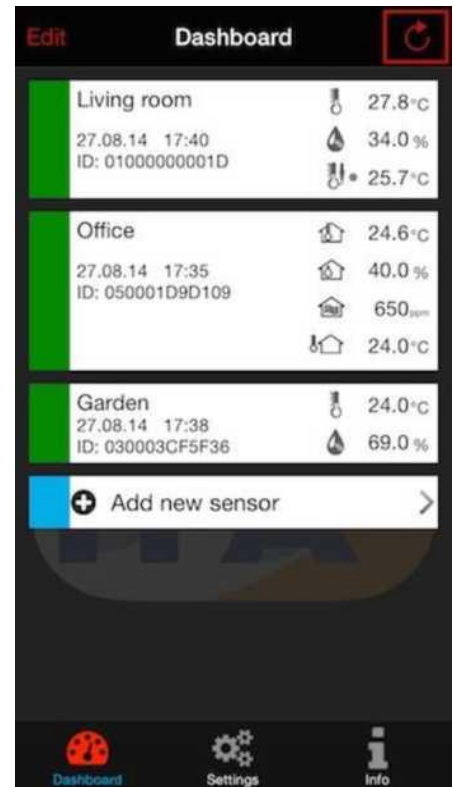 Edit Dashboard
Living room 27.8°C
27.08.14 17:40 34.0 %
ID: 01000000001D 25.7°C
Office 24.6°C
27.08.14 17:35 40.0 %
ID: 050001D9D109 650 ppm
24.0°C
Garden 24.0°C
27.08.14 17:38
ID: 030003CF5F36 69.0 %
Add new sensor
Dashboard Settings Info